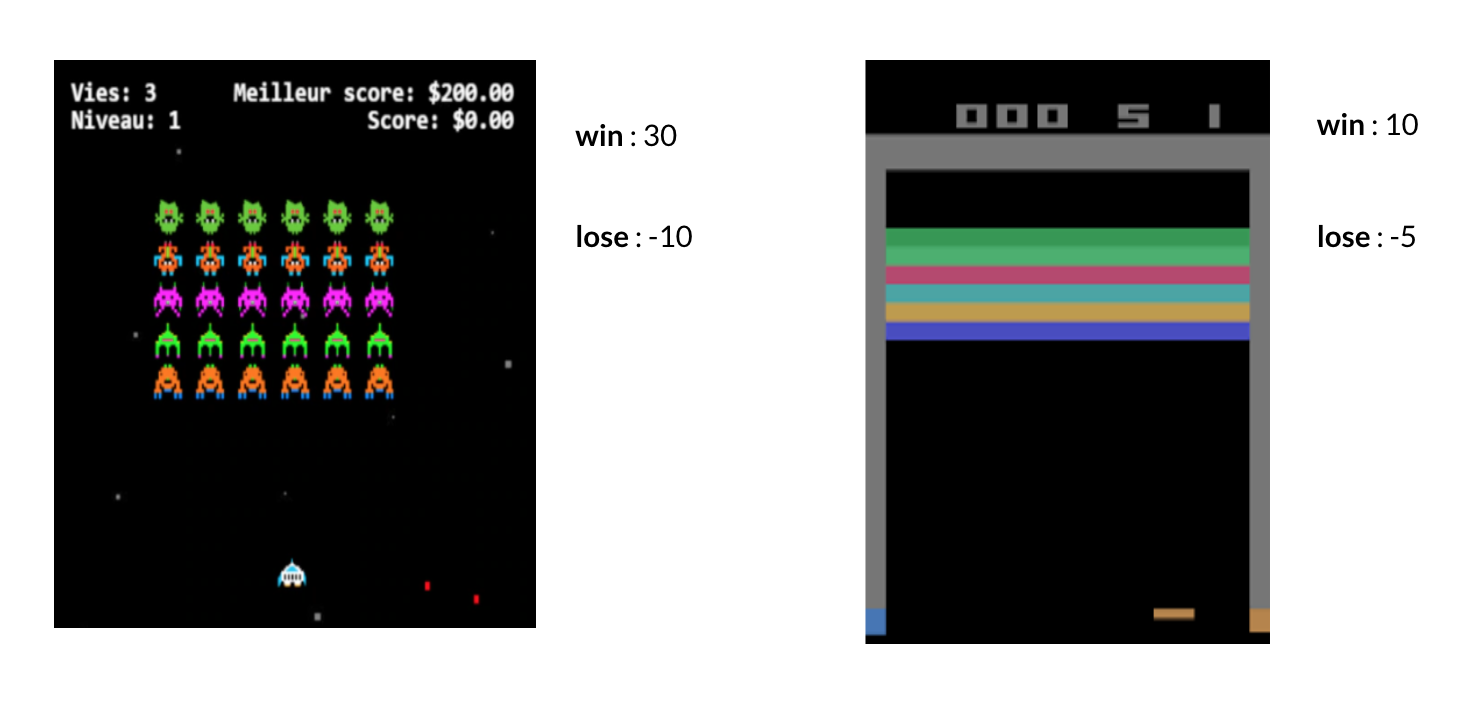 Vies: 3 Meilleur score: $200.00
Niveau: 1 Score: $0.00
win : 30
lose : -10
000 5 1
win : 10
lose : -5